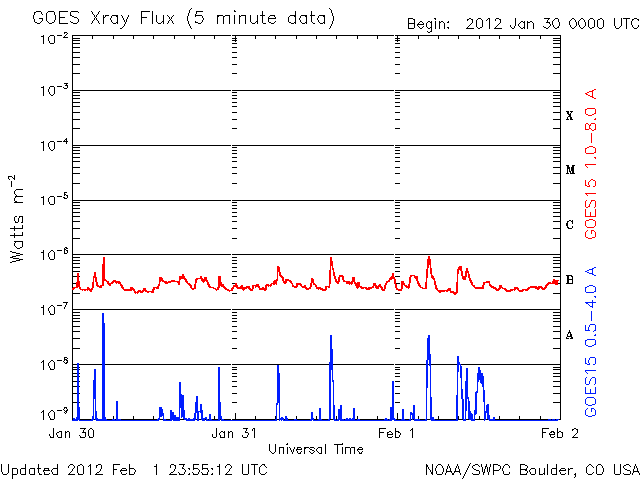 GOES Xray Flux (5 minute data)
Begin: 2012 Jan 30 0000 UTC
10⁻²
10⁻³
10⁻⁴
10⁻⁵
10⁻⁶
10⁻⁷
10⁻⁸
10⁻⁹
Watts m⁻²
X
M
C
B
A
GOES15 1.0-8.0 A
GOES15 0.5-4.0 A
Jan 30 Jan 31 Feb 1 Feb 2
Universal Time
Updated 2012 Feb 1 23:55:12 UTC
NOAA/SWPC Boulder, CO USA